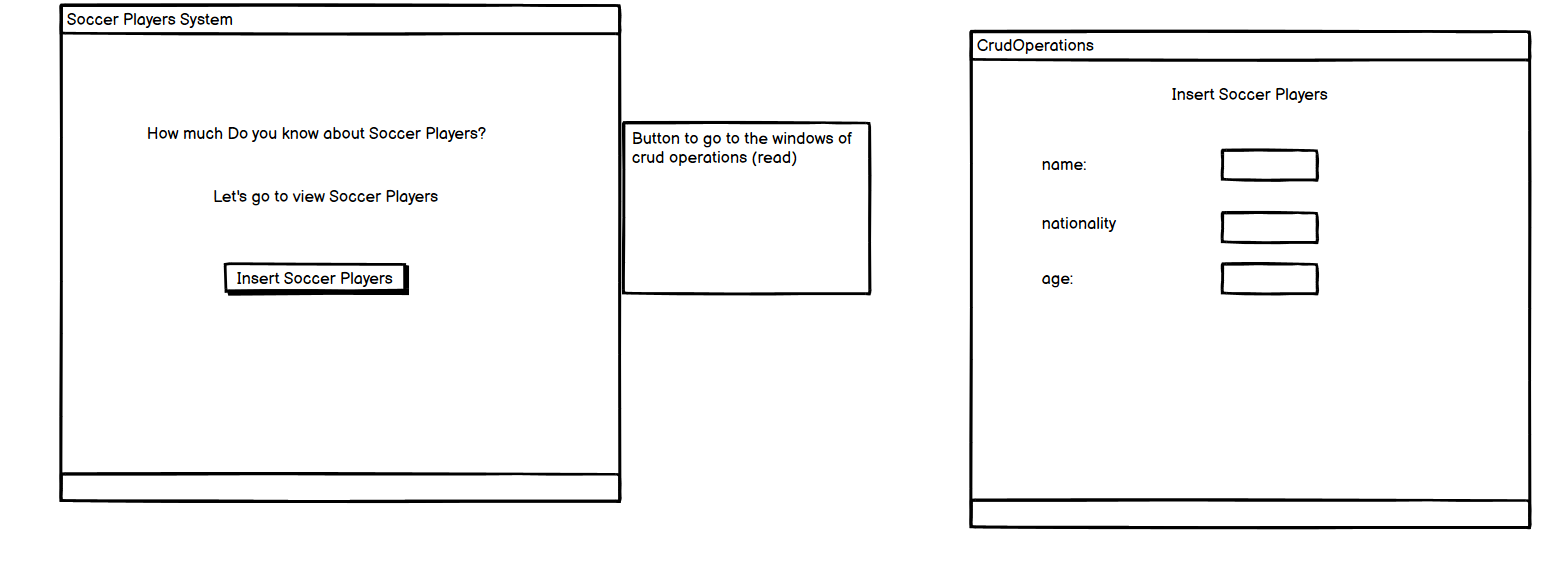 Soccer Players System
How much Do you know about Soccer Players?
Let's go to view Soccer Players
Insert Soccer Players
Button to go to the windows of
crud operations (read)
CrudOperations
Insert Soccer Players
name:
nationality
age: